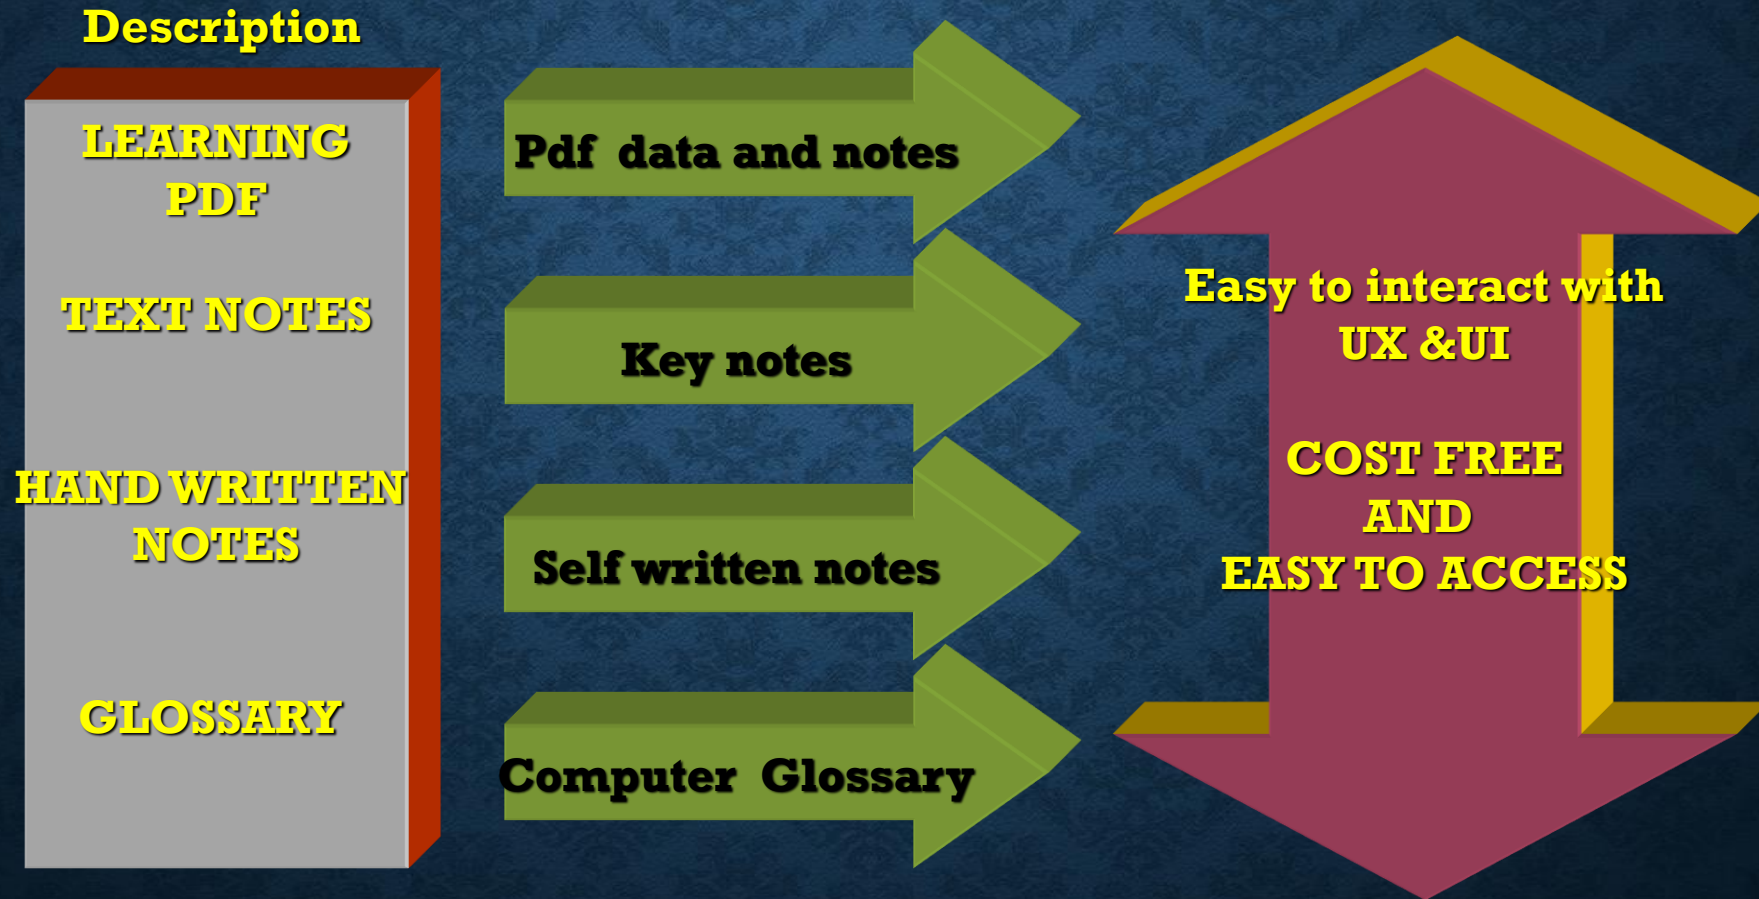 Description
LEARNING
PDF
TEXT NOTES
HAND WRITTEN
NOTES
GLOSSARY
Pdf data and notes
Key notes
Self written notes
Computer Glossary
Easy to interact with
UX &UI
COST FREE
AND
EASY TO ACCESS